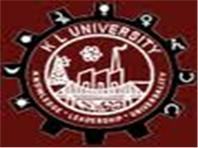 K L UNIVERSITY
KNOWLEDGE - LEADERSHIP - UNIVERSALITY